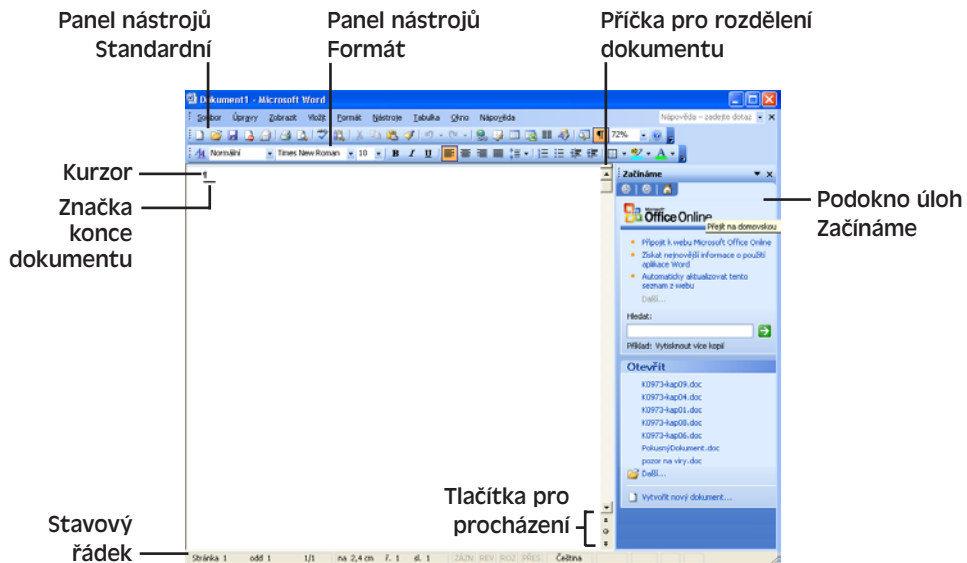 Panel nástrojů
Standardní
Panel nástrojů
Formát
Příčka pro rozdělení
dokumentu
Dokument1 - Microsoft Word
Soubor Úpravy Zobrazit Vložit Formát Nástroje Tabulka Okno Nápověda Nápověda – zadejte dotaz
72%
Normální Times New Roman 10 B I U A
Kurzor
¶
Značka
konce
dokumentu
Začínáme
Podokno úloh
Začínáme
Microsoft
Office Online
Přejít na domovskou
Připojit k webu Microsoft Office Online
Získat nejnovější informace o použití
aplikace Word
Automaticky aktualizovat tento
seznam z webu
Další...
Hledat:
Příklad: Vytisknout více kopií
Otevřít
K0973-kap09.doc
K0973-kap04.doc
K0973-kap01.doc
K0973-kap08.doc
K0973-kap06.doc
PokusnýDokument.doc
pozor na viry.doc
Další...
Vytvořit nový dokument...
Tlačítka pro
procházení
Stavový
řádek
Stránka 1 odd 1 1/1 na 2,4 cm ř. 1 sl. 1 ZÁZN REV ROZ PŘES Čeština